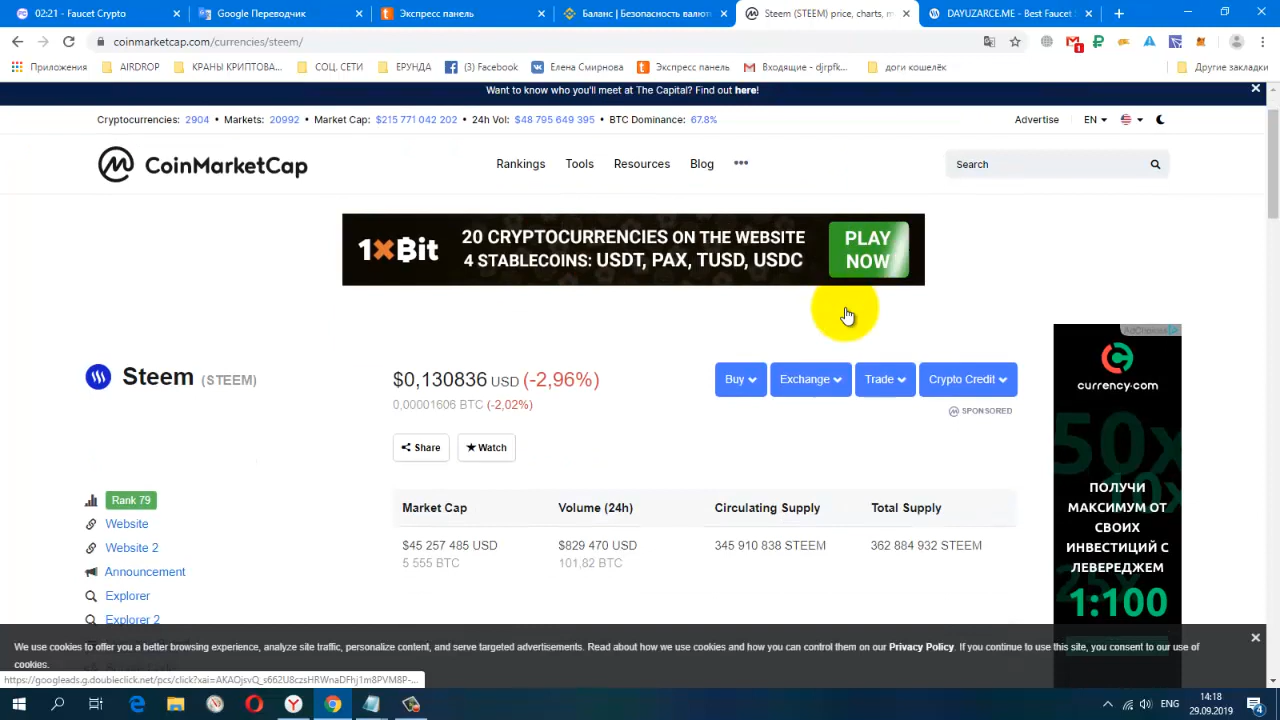 02:21 - Faucet Crypto
Google Переводчик
Экспресс панель
Баланс | Безопасность валют
Steem (STEEM) price, charts, m
DAYUZARCE.ME - Best Faucet
coinmarketcap.com/currencies/steem/
1
Приложения
AIRDROP
КРАНЫ КРИПТОВА...
СОЦ. СЕТИ
ЕРУНДА
(3) Facebook
Елена Смирнова
Экспресс панель
Входящие - djrpfk...
доги кошелёк
Другие закладки
Want to know who you'll meet at The Capital? Find out here!
Cryptocurrencies: 2904 • Markets: 20992 • Market Cap: $215 771 042 202 • 24h Vol: $48 795 649 395 • BTC Dominance: 67.8%
Advertise
EN
CoinMarketCap
Rankings
Tools
Resources
Blog
Search
1xBit
20 CRYPTOCURRENCIES ON THE WEBSITE
4 STABLECOINS: USDT, PAX, TUSD, USDC
PLAY
NOW
AdChoices
currency.com
50x
Steem (STEEM)
$0,130836 USD (-2,96%)
0,00001606 BTC (-2,02%)
Buy
Exchange
Trade
Crypto Credit
SPONSORED
Share
Watch
Rank 79
Website
Website 2
Announcement
Explorer
Explorer 2
Market Cap
Volume (24h)
Circulating Supply
Total Supply
$45 257 485 USD
$829 470 USD
345 910 838 STEEM
362 884 932 STEEM
5 555 BTC
101,82 BTC
ПОЛУЧИ
МАКСИМУМ ОТ
СВОИХ
ИНВЕСТИЦИЙ С
ЛЕВЕРЕДЖЕМ
1:100
We use cookies to offer you a better browsing experience, analyze site traffic, personalize content, and serve targeted advertisements. Read about how we use cookies and how you can control them on our Privacy Policy. If you continue to use this site, you consent to our use of
cookies.
ENG
14:18
29.09.2019
4